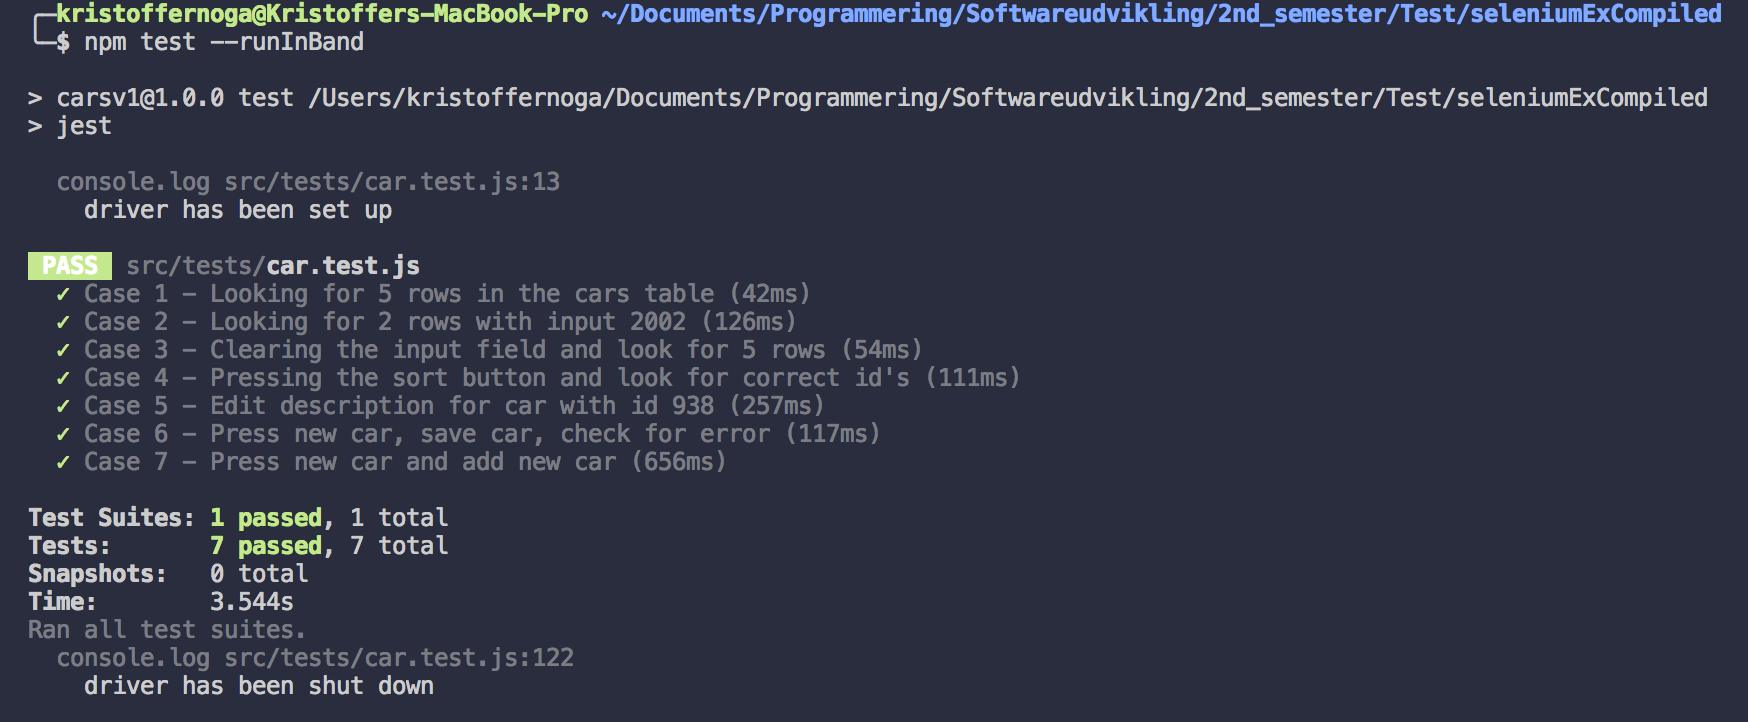 kristoffernoga@Kristoffers-MacBook-Pro ~/Documents/Programmering/Softwareudvikling/2nd_semester/Test/seleniumExCompiled
$ npm test --runInBand
> carsv1@1.0.0 test /Users/kristoffernoga/Documents/Programmering/Softwareudvikling/2nd_semester/Test/seleniumExCompiled
> jest
console.log src/tests/car.test.js:13
driver has been set up
PASS src/tests/car.test.js
✓ Case 1 - Looking for 5 rows in the cars table (42ms)
✓ Case 2 - Looking for 2 rows with input 2002 (126ms)
✓ Case 3 - Clearing the input field and look for 5 rows (54ms)
✓ Case 4 - Pressing the sort button and look for correct id's (111ms)
✓ Case 5 - Edit description for car with id 938 (257ms)
✓ Case 6 - Press new car, save car, check for error (117ms)
✓ Case 7 - Press new car and add new car (656ms)
Test Suites: 1 passed, 1 total
Tests: 7 passed, 7 total
Snapshots: 0 total
Time: 3.544s
Ran all test suites.
console.log src/tests/car.test.js:122
driver has been shut down